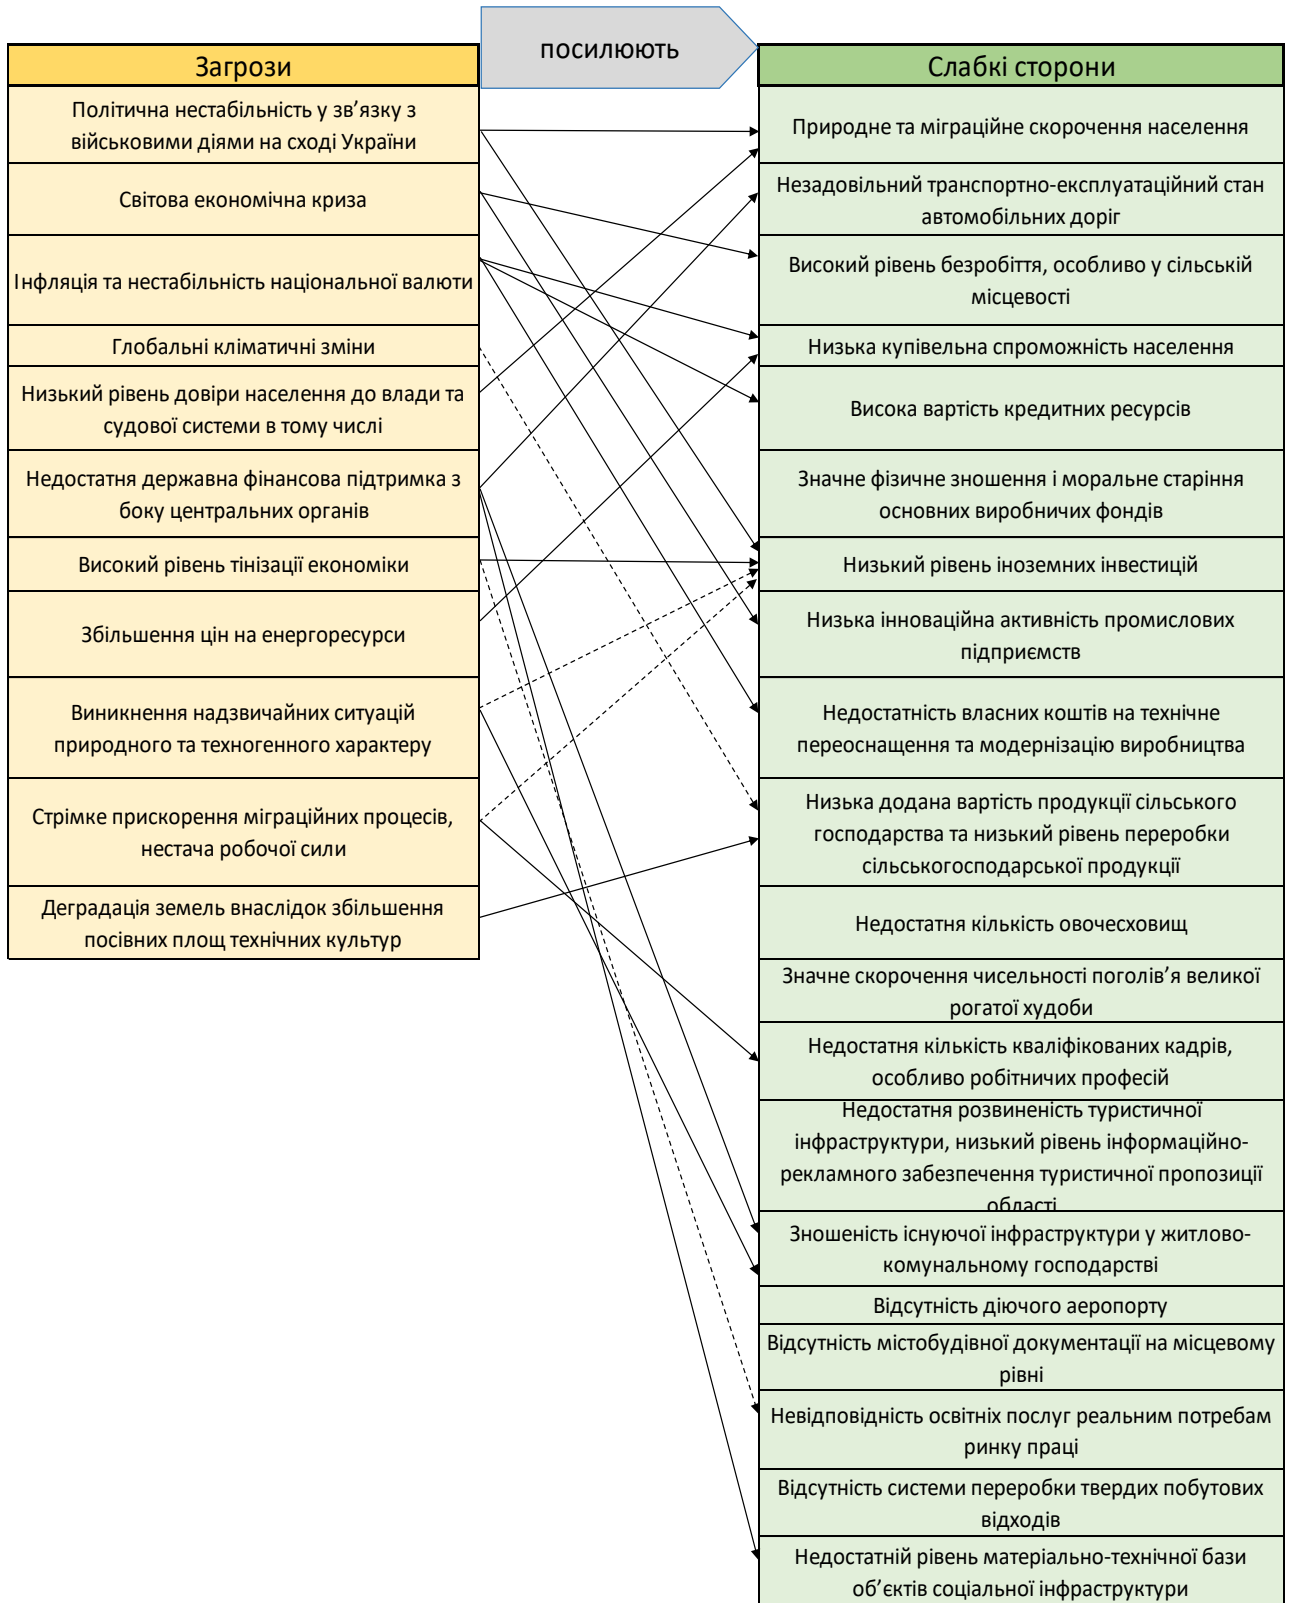 посилюють
Загрози
Політична нестабільність у зв’язку з
військовими діями на сході України
Світова економічна криза
Інфляція та нестабільність національної валюти
Глобальні кліматичні зміни
Низький рівень довіри населення до влади та
судової системи в тому числі
Недостатня державна фінансова підтримка з
боку центральних органів
Високий рівень тінізації економіки
Збільшення цін на енергоресурси
Виникнення надзвичайних ситуацій
природного та техногенного характеру
Стрімке прискорення міграційних процесів,
нестача робочої сили
Деградація земель внаслідок збільшення
посівних площ технічних культур
Слабкі сторони
Природне та міграційне скорочення населення
Незадовільний транспортно-експлуатаційний стан
автомобільних доріг
Високий рівень безробіття, особливо у сільській
місцевості
Низька купівельна спроможність населення
Висока вартість кредитних ресурсів
Значне фізичне зношення і моральне старіння
основних виробничих фондів
Низький рівень іноземних інвестицій
Низька інноваційна активність промислових
підприємств
Недостатність власних коштів на технічне
переоснащення та модернізацію виробництва
Низька додана вартість продукції сільського
господарства та низький рівень переробки
сільськогосподарської продукції
Недостатня кількість овочесховищ
Значне скорочення чисельності поголів’я великої
рогатої худоби
Недостатня кількість кваліфікованих кадрів,
особливо робітничих професій
Недостатня розвиненість туристичної
інфраструктури, низький рівень інформаційно-
рекламного забезпечення туристичної пропозиції
області
Зношеність існуючої інфраструктури у житлово-
комунальному господарстві
Відсутність діючого аеропорту
Відсутність містобудівної документації на місцевому
рівні
Невідповідність освітніх послуг реальним потребам
ринку праці
Відсутність системи переробки твердих побутових
відходів
Недостатній рівень матеріально-технічної бази
об’єктів соціальної інфраструктури